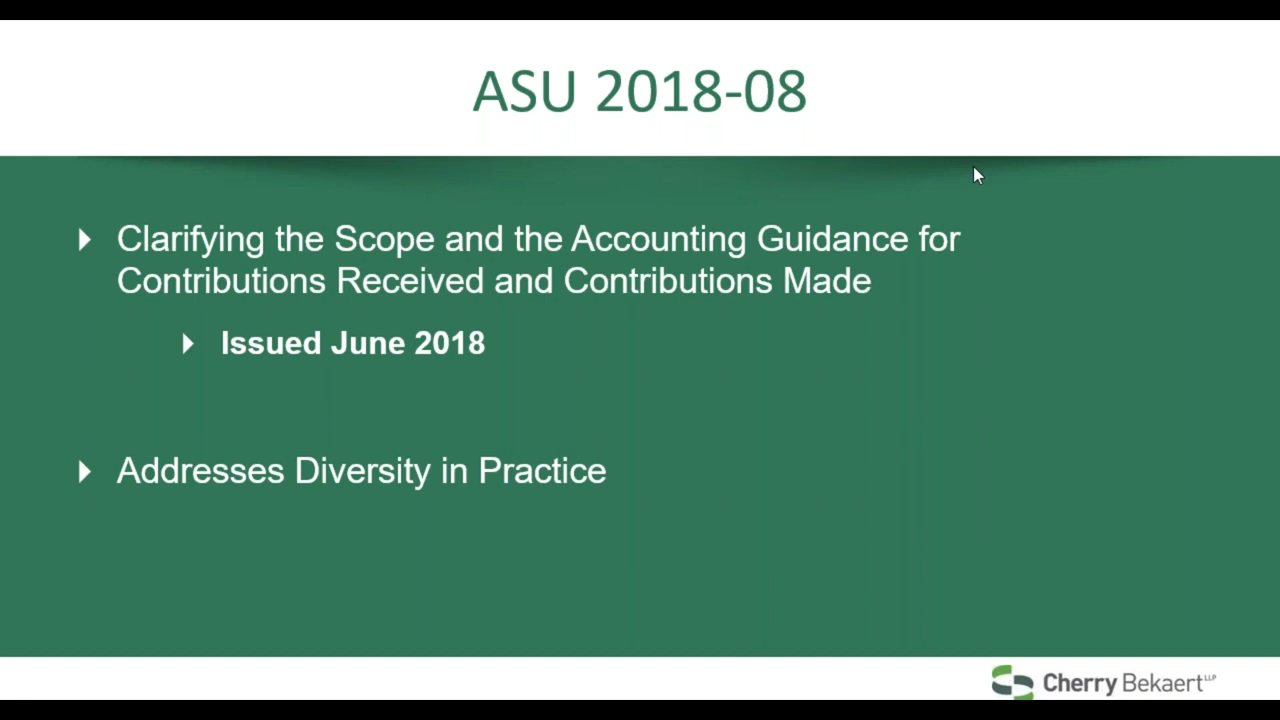 ASU 2018-08
Clarifying the Scope and the Accounting Guidance for
Contributions Received and Contributions Made
Issued June 2018
Addresses Diversity in Practice
Cherry Bekaert LLP